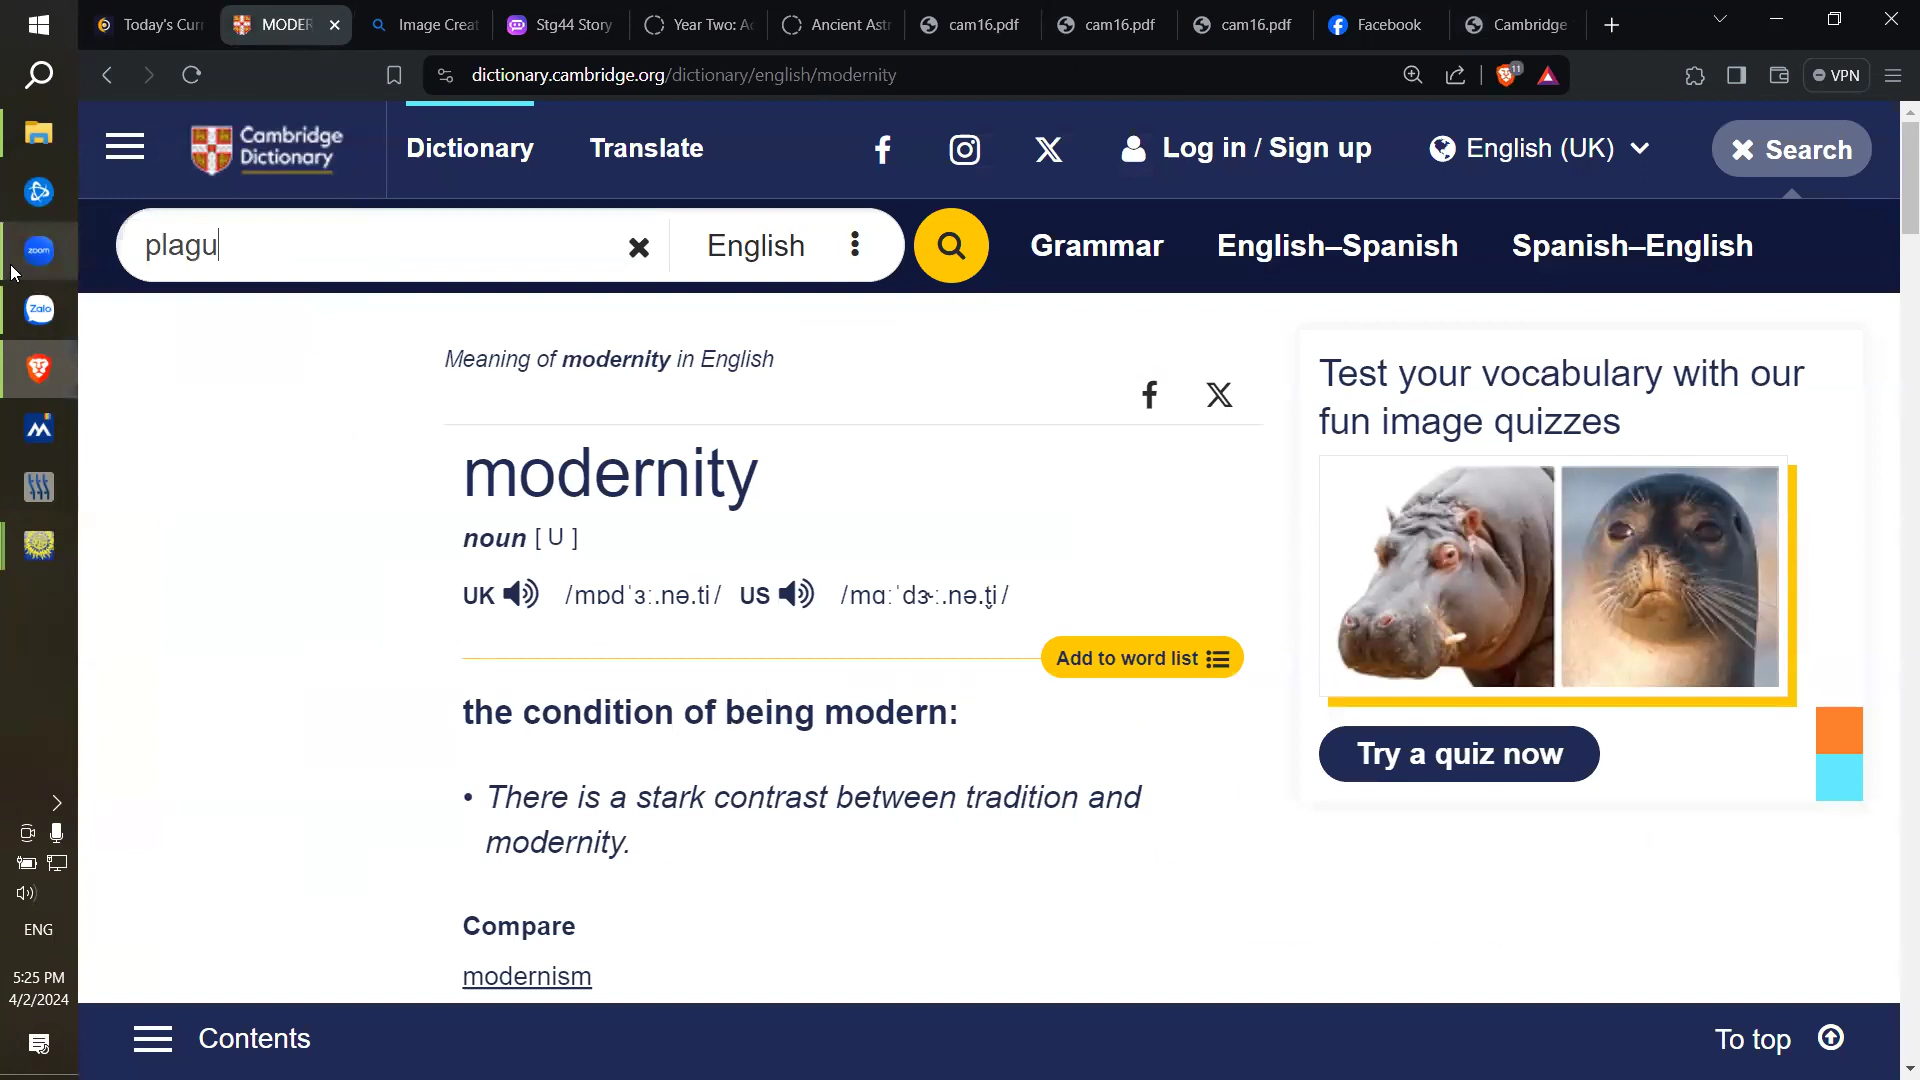 Today's Curr
MODER
Image Creat
Stg44 Story
Year Two: Ac
Ancient Astr
cam16.pdf
cam16.pdf
cam16.pdf
Facebook
Cambridge
dictionary.cambridge.org/dictionary/english/modernity
11
VPN
Cambridge
Dictionary
Dictionary
Translate
Log in / Sign up
English (UK)
Search
plagu
English
Grammar
English–Spanish
Spanish–English
zoom
Zalo
Meaning of modernity in English
modernity
noun [ U ]
UK /mɒdˈɜː.nə.ti/ US /mɑːˈdɝː.nə.t̬i/
Add to word list
the condition of being modern:
• There is a stark contrast between tradition and
modernity.
Compare
modernism
Test your vocabulary with our
fun image quizzes
Try a quiz now
ENG
5:25 PM
4/2/2024
Contents
To top